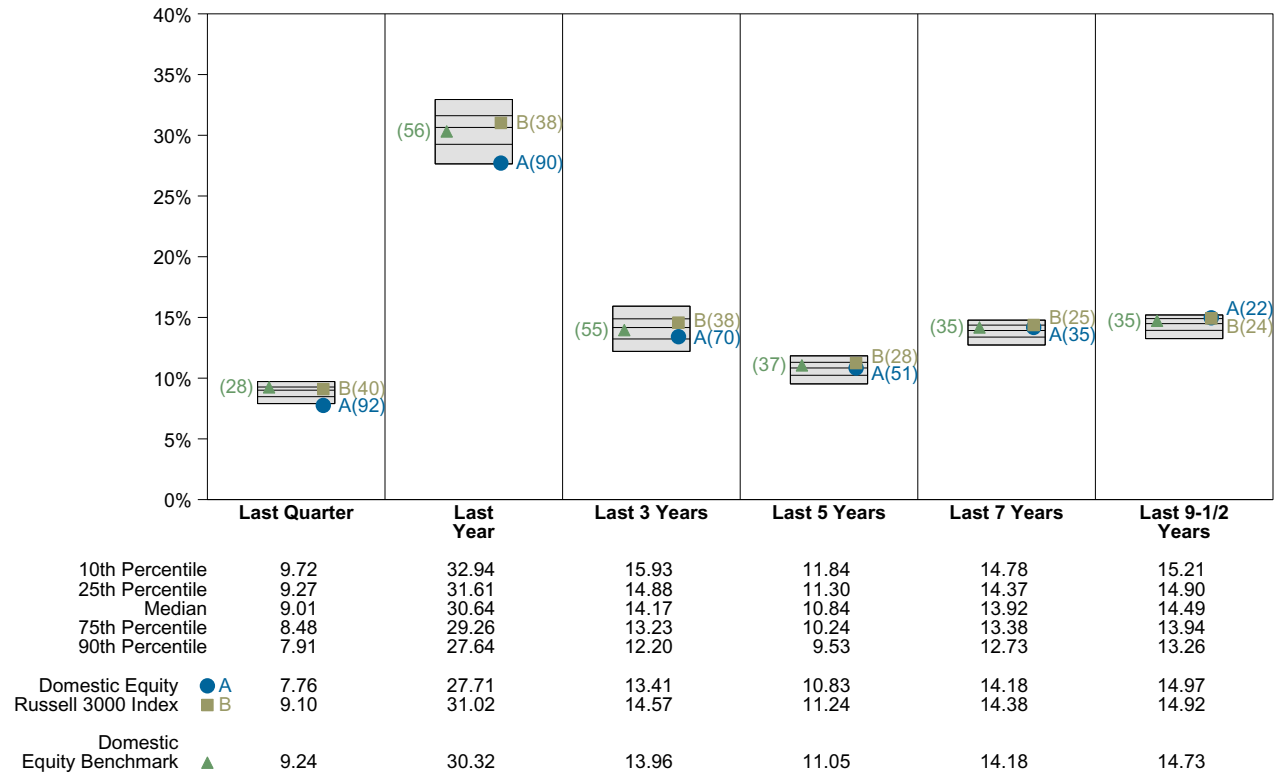 40%
35%
30%
25%
20%
15%
10%
5%
0%
(28)
B(40)
A(92)
(56)
B(38)
A(90)
(55)
B(38)
A(70)
(37)
B(28)
A(51)
(35)
B(25)
A(35)
(35)
A(22)
B(24)
Last Quarter Last Last 3 Years Last 5 Years Last 7 Years Last 9-1/2
Year Years
10th Percentile 9.72 32.94 15.93 11.84 14.78 15.21
25th Percentile 9.27 31.61 14.88 11.30 14.37 14.90
Median 9.01 30.64 14.17 10.84 13.92 14.49
75th Percentile 8.48 29.26 13.23 10.24 13.38 13.94
90th Percentile 7.91 27.64 12.20 9.53 12.73 13.26
Domestic Equity A 7.76 27.71 13.41 10.83 14.18 14.97
Russell 3000 Index B 9.10 31.02 14.57 11.24 14.38 14.92
Domestic
Equity Benchmark 9.24 30.32 13.96 11.05 14.18 14.73